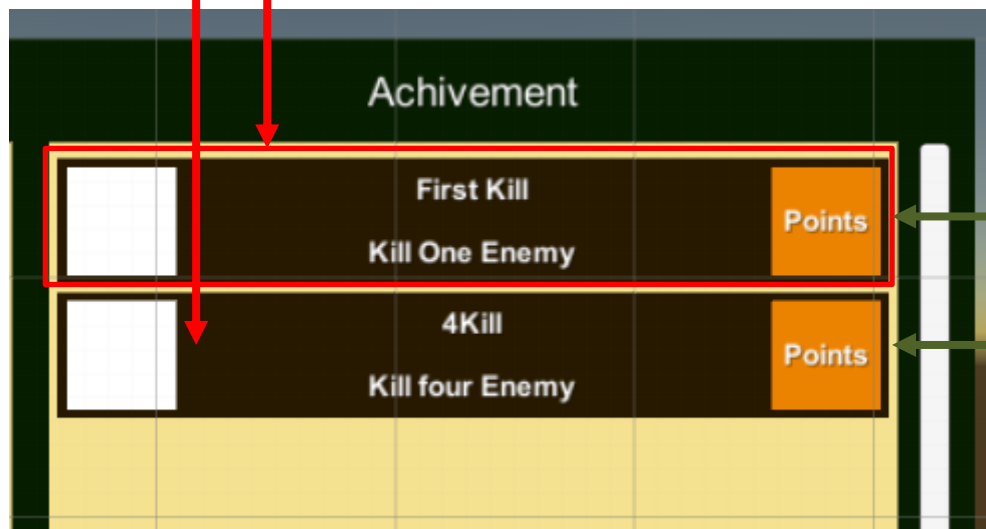 Achivement
First Kill
Points
Kill One Enemy
4Kill
Points
Kill four Enemy